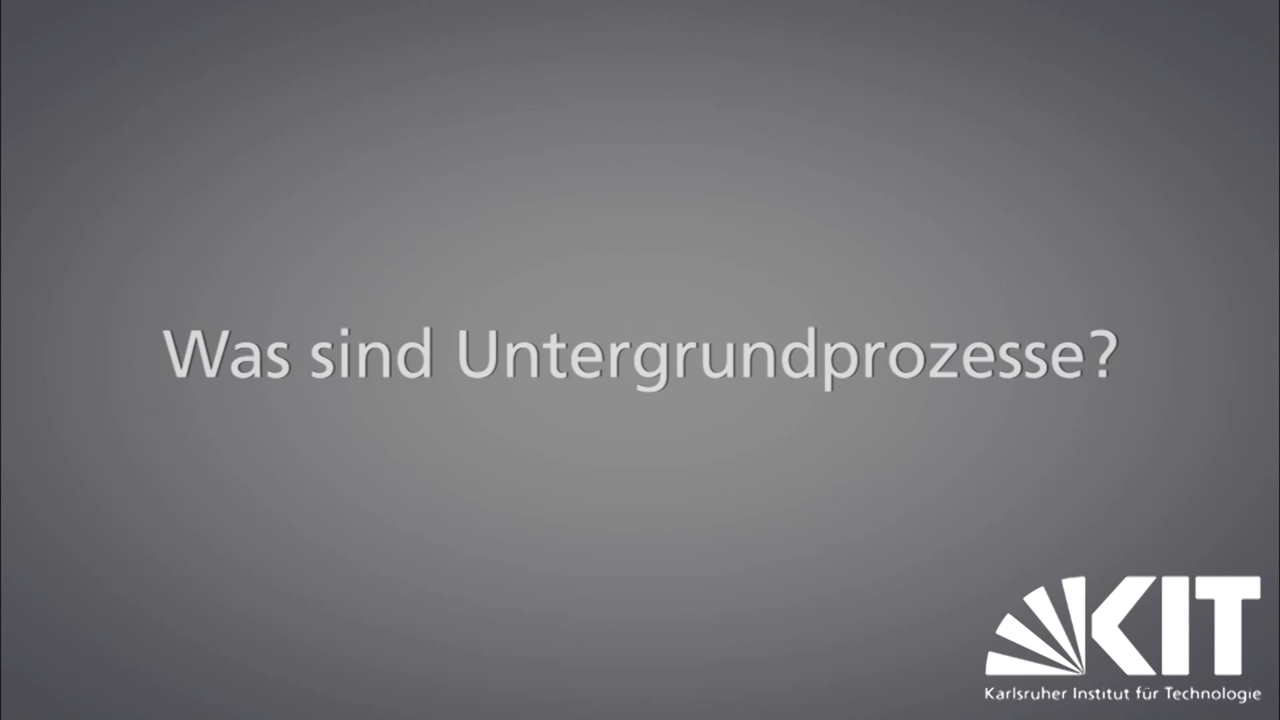 Was sind Untergrundprozesse?
KIT
Karlsruher Institut für Technologie